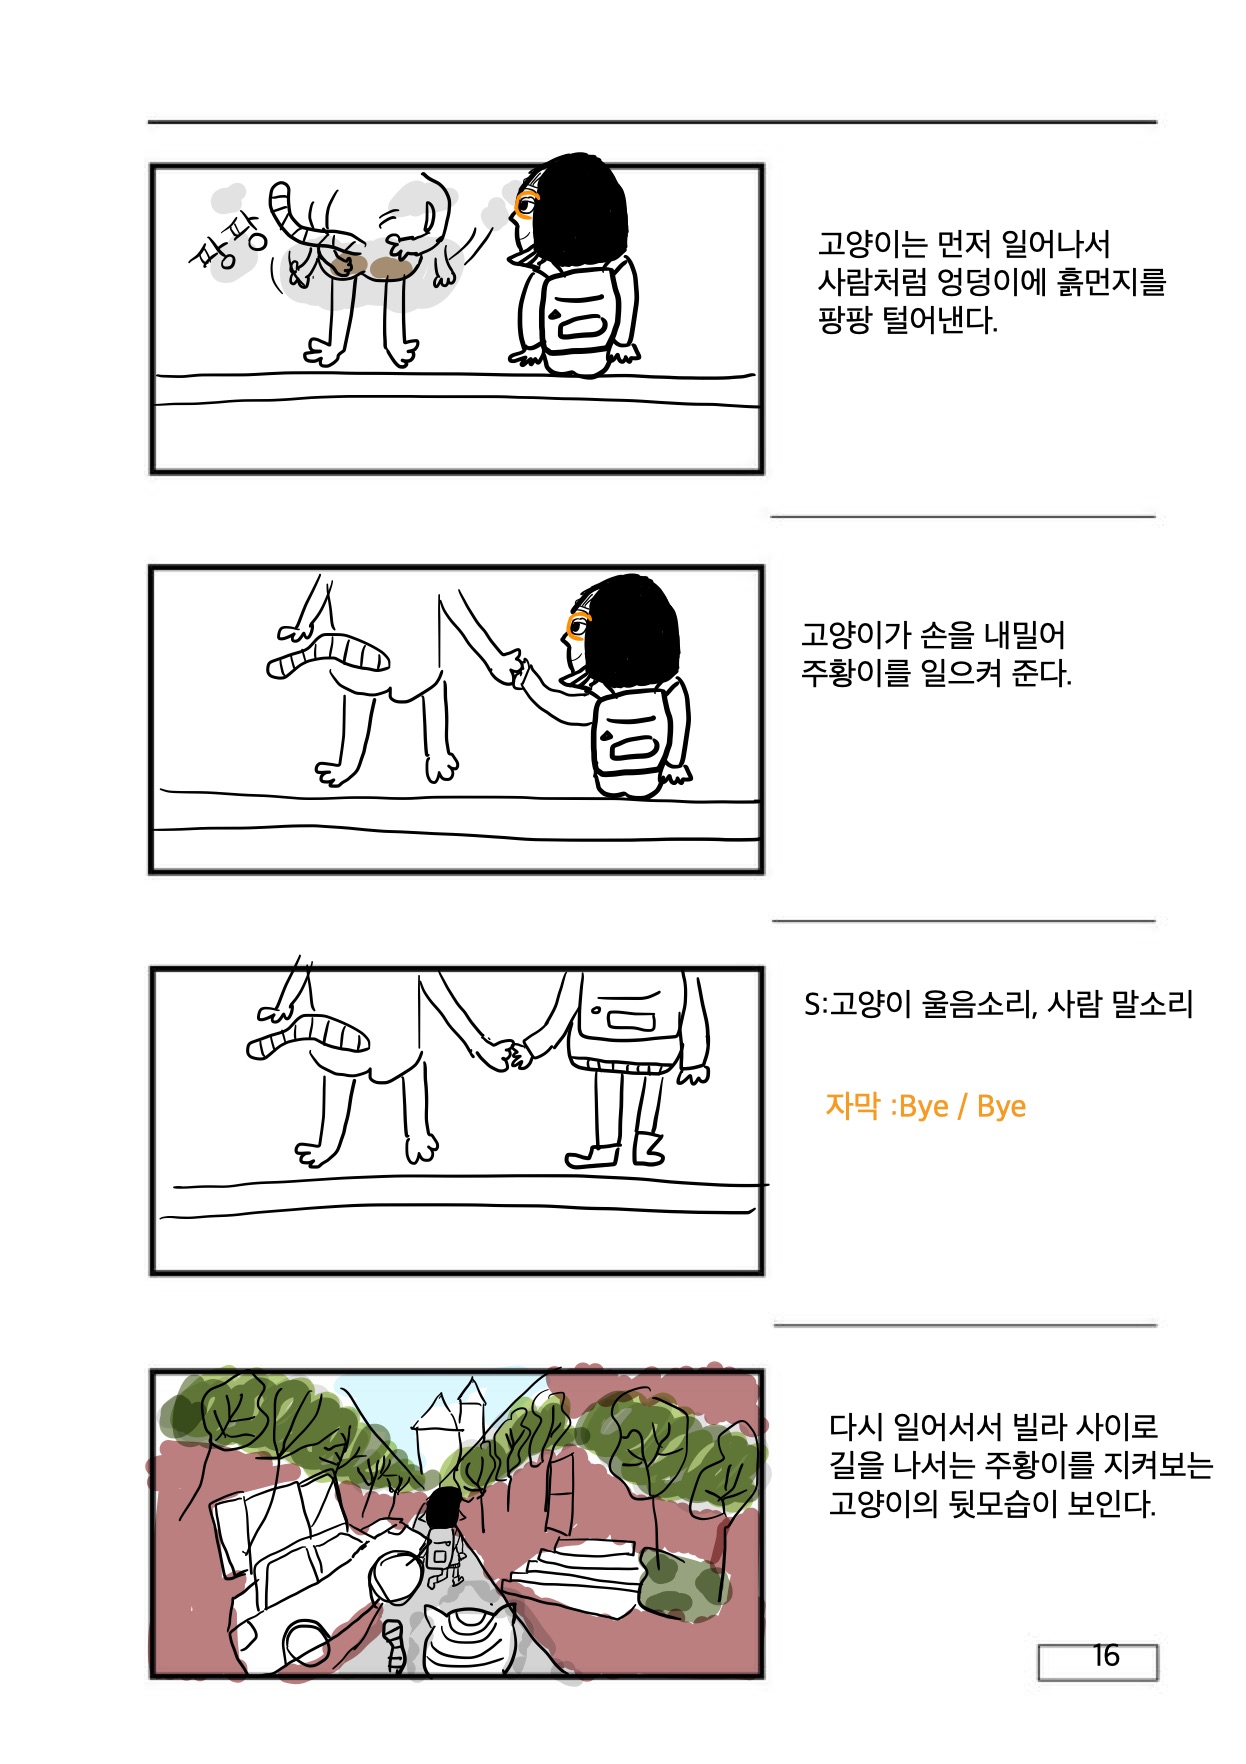 팡 팡
고양이는 먼저 일어나서
사람처럼 엉덩이에 흙먼지를
팡팡 털어낸다.
고양이가 손을 내밀어
주황이를 일으켜 준다.
S:고양이 울음소리, 사람 말소리
자막 :Bye / Bye
다시 일어서서 빌라 사이로
길을 나서는 주황이를 지켜보는
고양이의 뒷모습이 보인다.
16